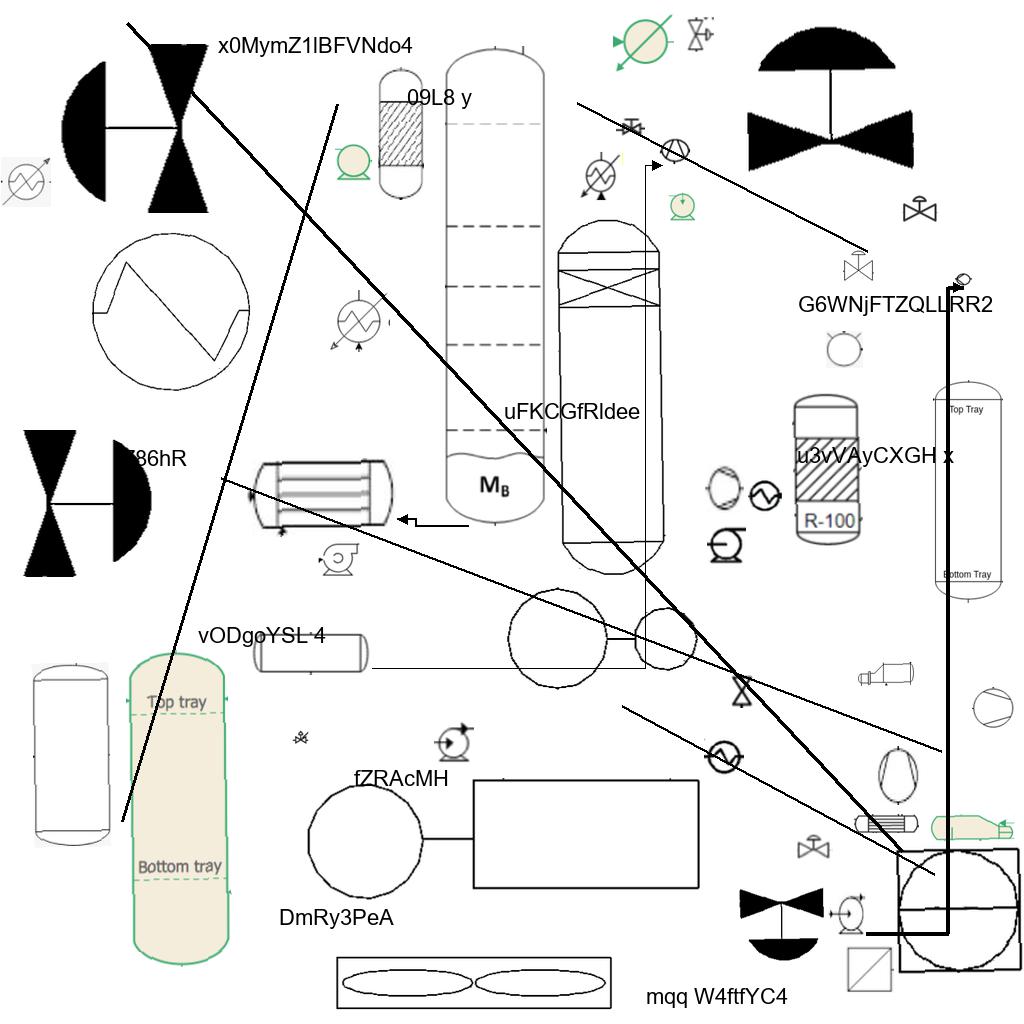 x0MymZ1lBFVNdo4
09L8 y
G6WNjFTZQLLRR2
Top Tray
uFKCGfRldee
u3vVAyCXGH x
786hR
M_B
R-100
Bottom Tray
vODgoYSL 4
Top tray
fZRAcMH
Bottom tray
DmRy3PeA
mqq W4ftfYC4